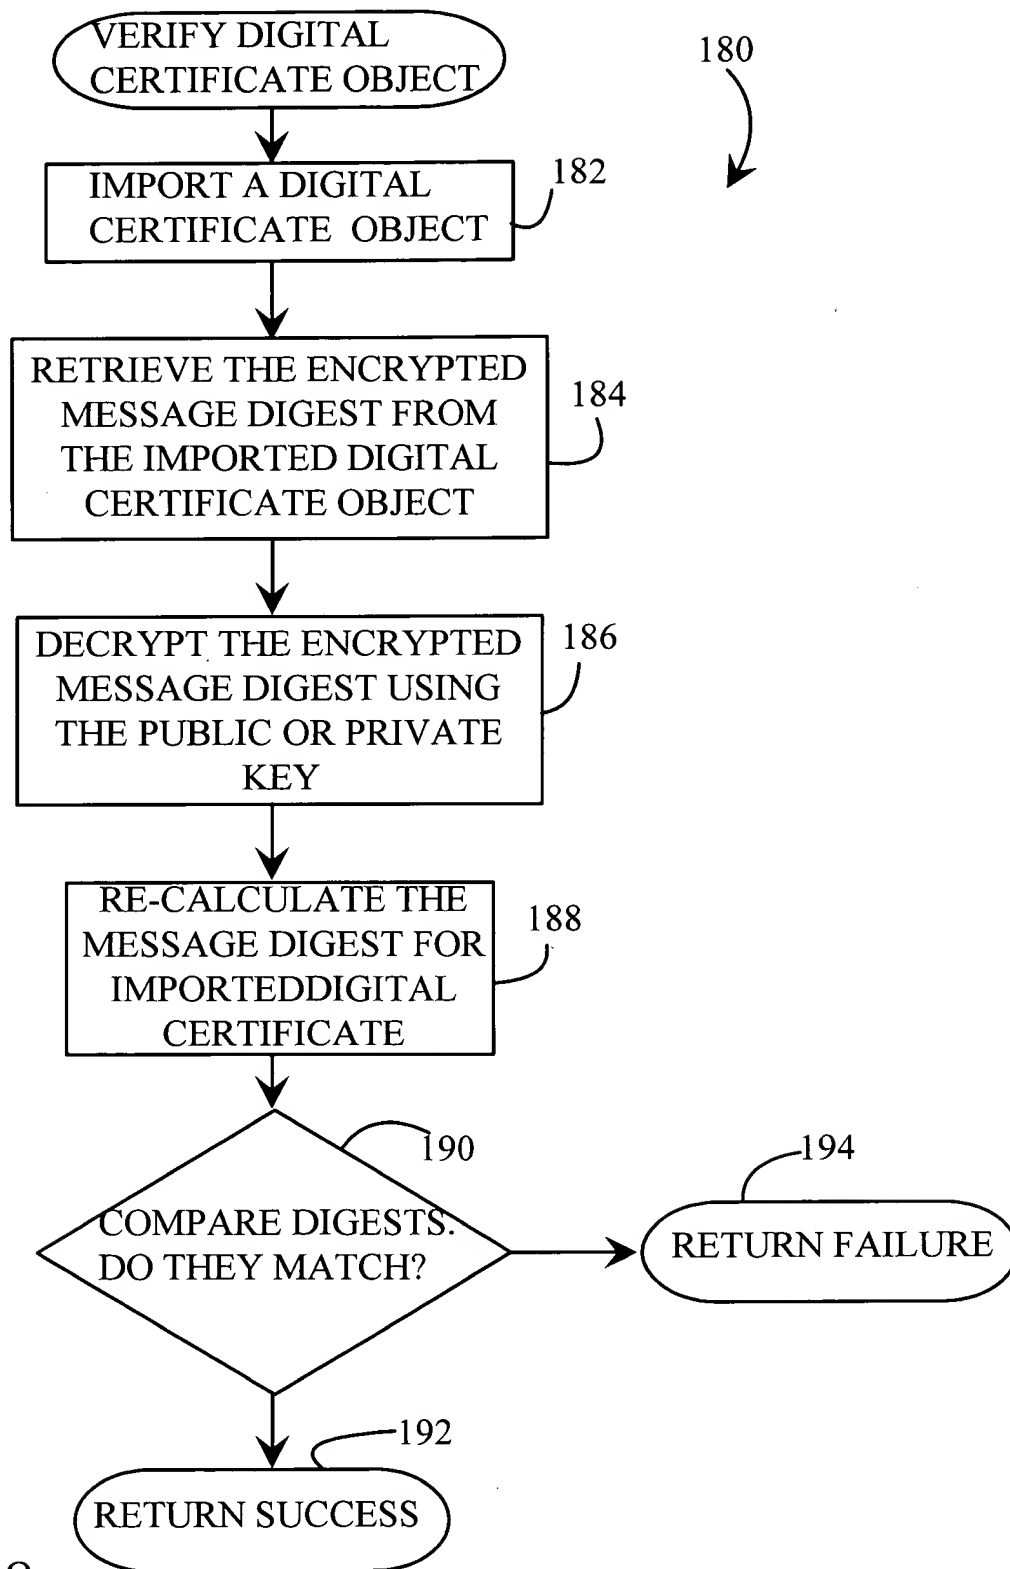 VERIFY DIGITAL
CERTIFICATE OBJECT
180
IMPORT A DIGITAL
CERTIFICATE OBJECT
182
RETRIEVE THE ENCRYPTED
MESSAGE DIGEST FROM
THE IMPORTED DIGITAL
CERTIFICATE OBJECT
184
DECRYPT THE ENCRYPTED
MESSAGE DIGEST USING
THE PUBLIC OR PRIVATE
KEY
186
RE-CALCULATE THE
MESSAGE DIGEST FOR
IMPORTEDDIGITAL
CERTIFICATE
188
190
COMPARE DIGESTS.
DO THEY MATCH?
194
RETURN FAILURE
192
RETURN SUCCESS